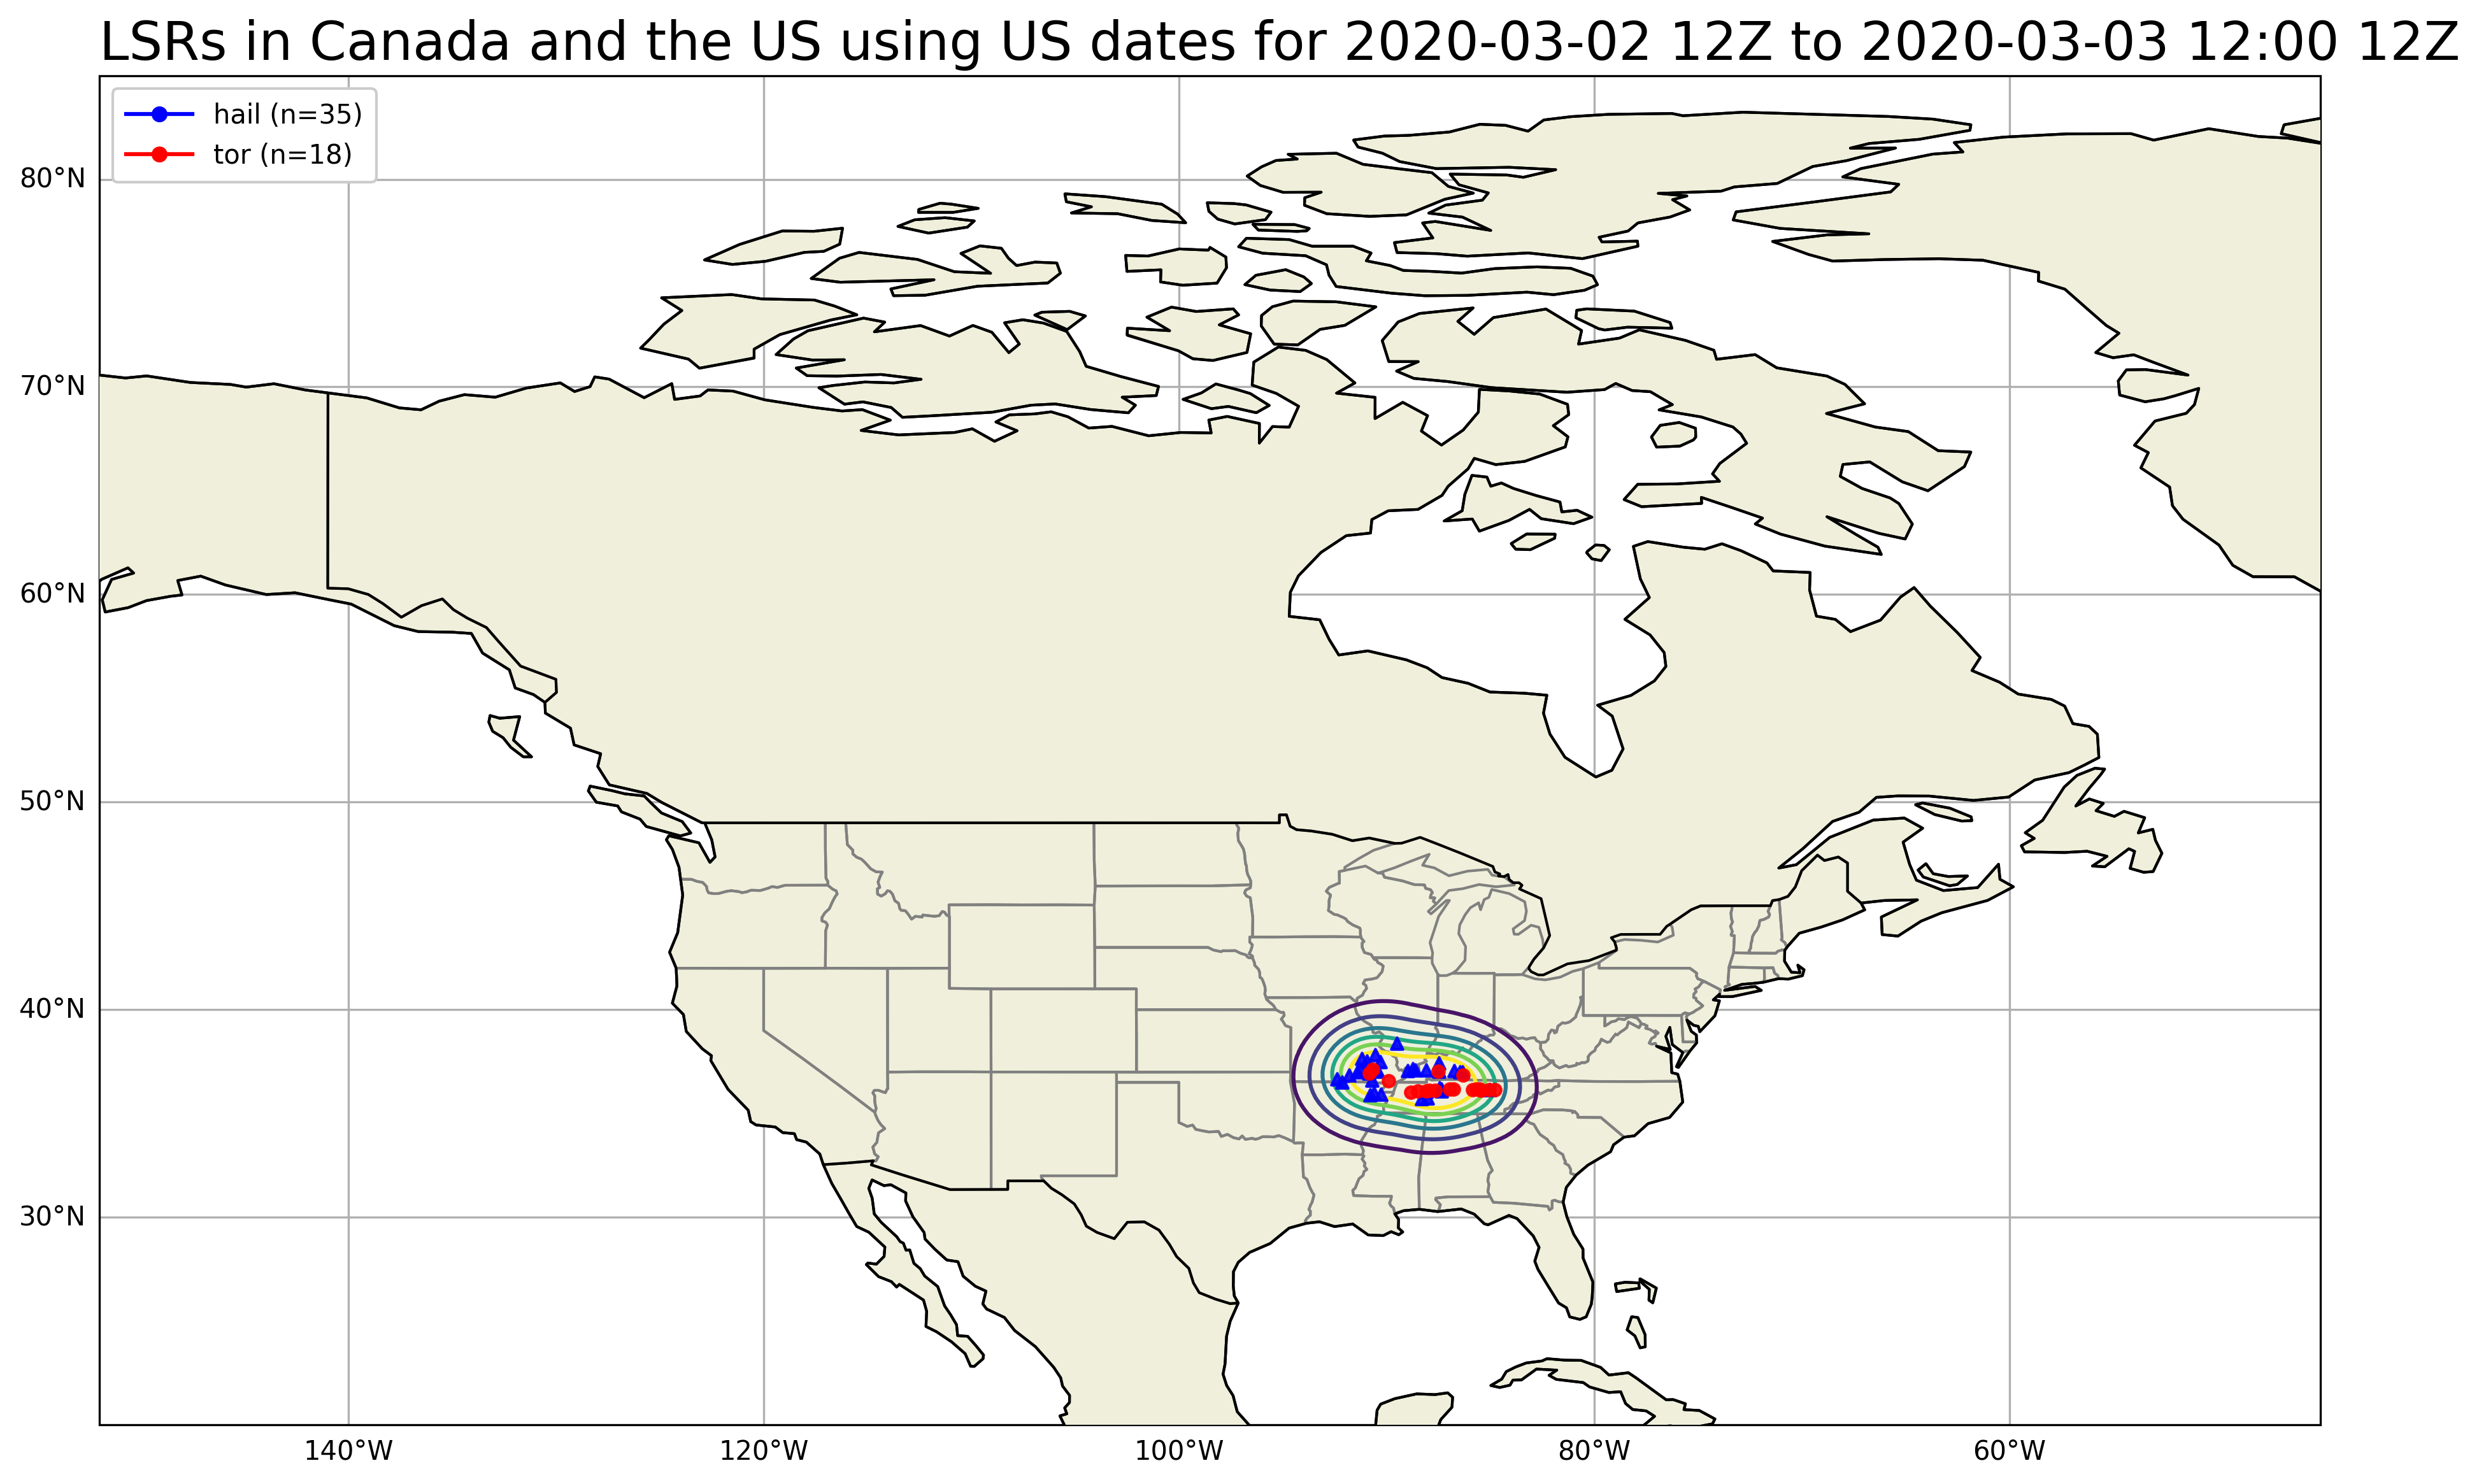 LSRs in Canada and the US using US dates for 2020-03-02 12Z to 2020-03-03 12:00 12Z
hail (n=35)
tor (n=18)
80°N
70°N
60°N
50°N
40°N
30°N
140°W
120°W
100°W
80°W
60°W